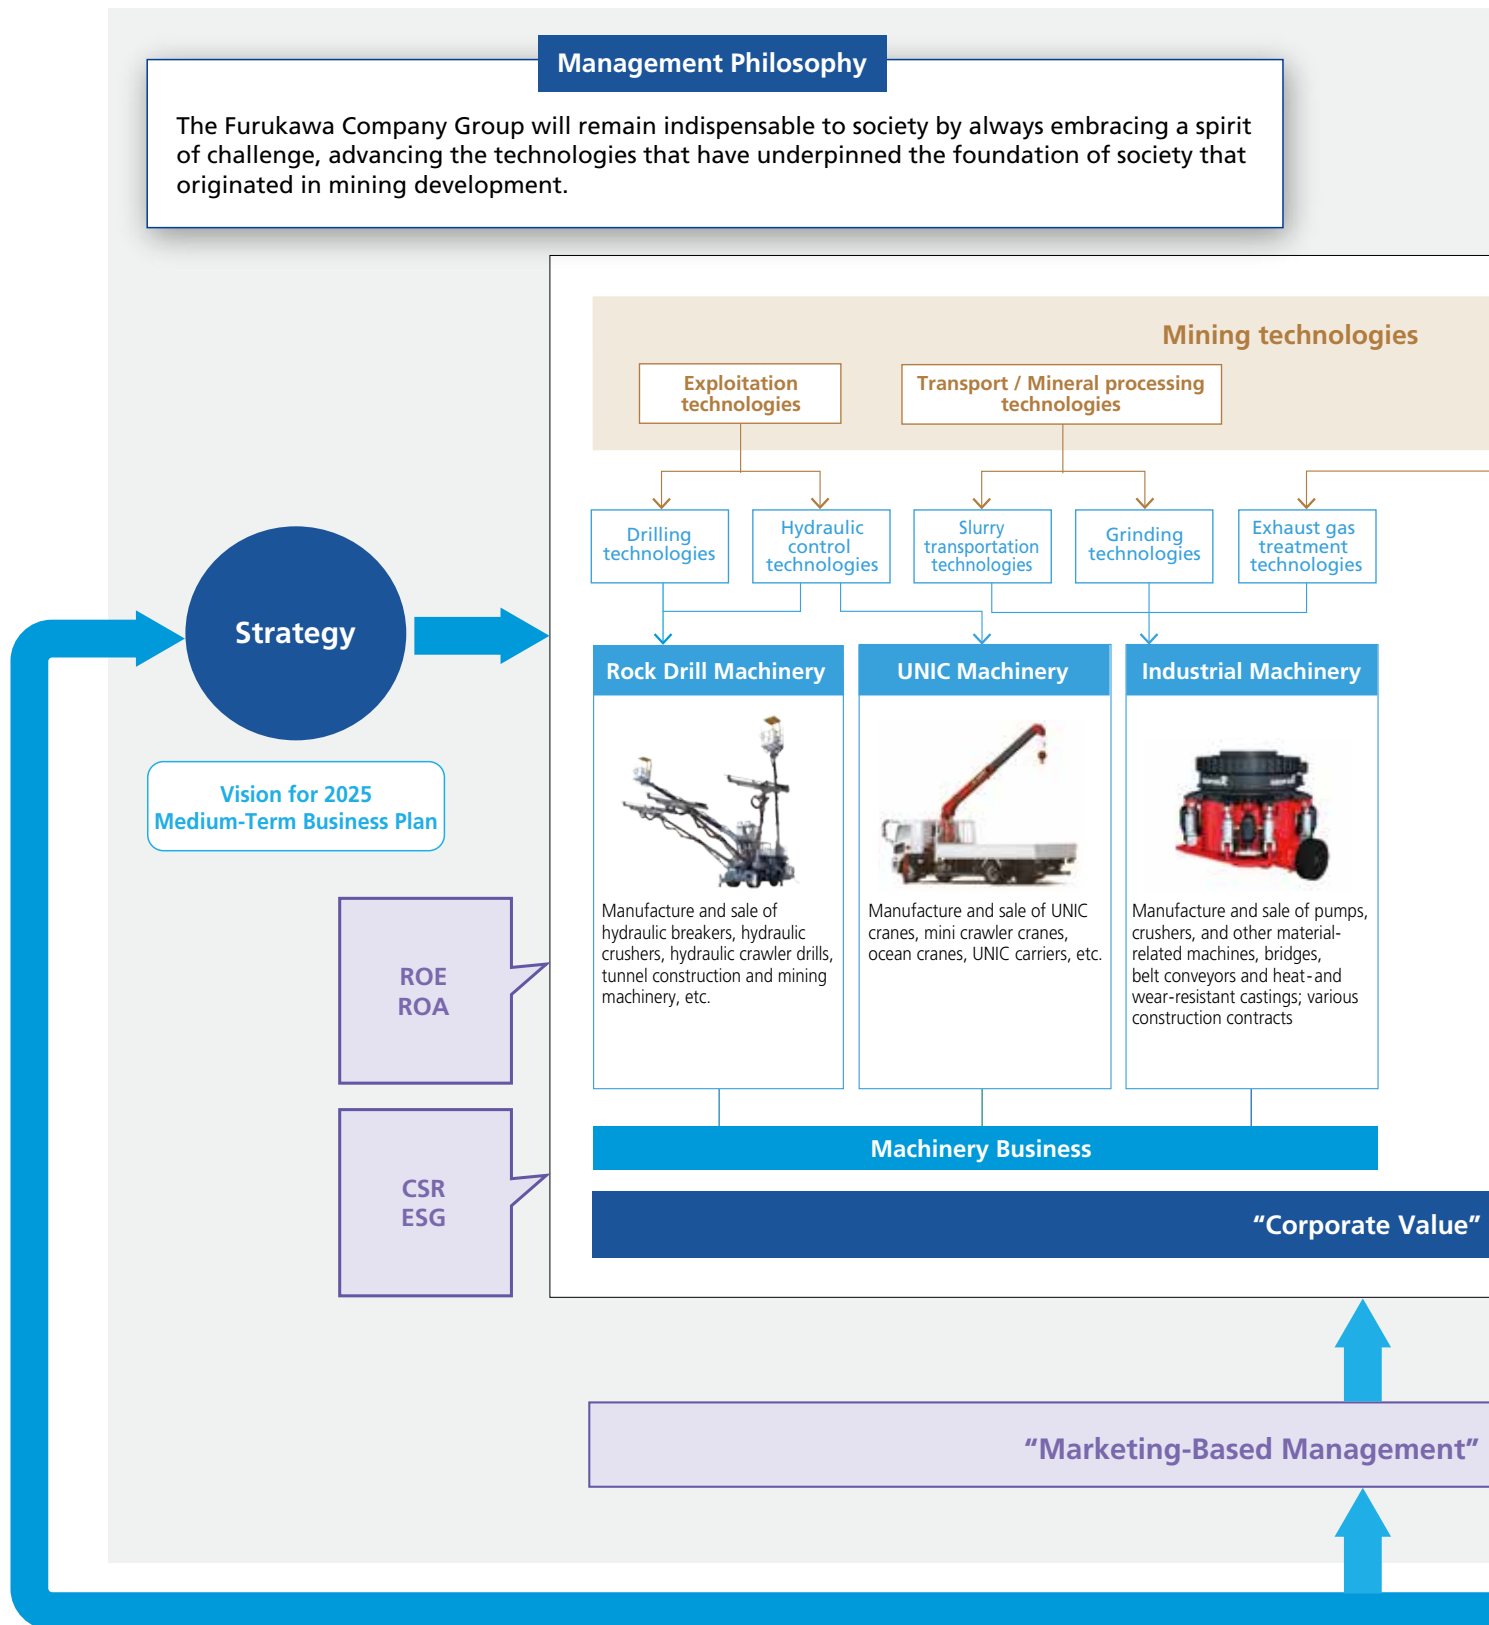 Management Philosophy
The Furukawa Company Group will remain indispensable to society by always embracing a spirit
of challenge, advancing the technologies that have underpinned the foundation of society that
originated in mining development.
Mining technologies
Exploitation
technologies
Transport / Mineral processing
technologies
Drilling
technologies
Hydraulic
control
technologies
Slurry
transportation
technologies
Grinding
technologies
Exhaust gas
treatment
technologies
Strategy
Vision for 2025
Medium-Term Business Plan
Rock Drill Machinery
Manufacture and sale of
hydraulic breakers, hydraulic
crushers, hydraulic crawler drills,
tunnel construction and mining
machinery, etc.
UNIC Machinery
Manufacture and sale of UNIC
cranes, mini crawler cranes,
ocean cranes, UNIC carriers, etc.
Industrial Machinery
Manufacture and sale of pumps,
crushers, and other material-
related machines, bridges,
belt conveyors and heat-and
wear-resistant castings; various
construction contracts
ROE
ROA
CSR
ESG
Machinery Business
“Corporate Value”
“Marketing-Based Management”